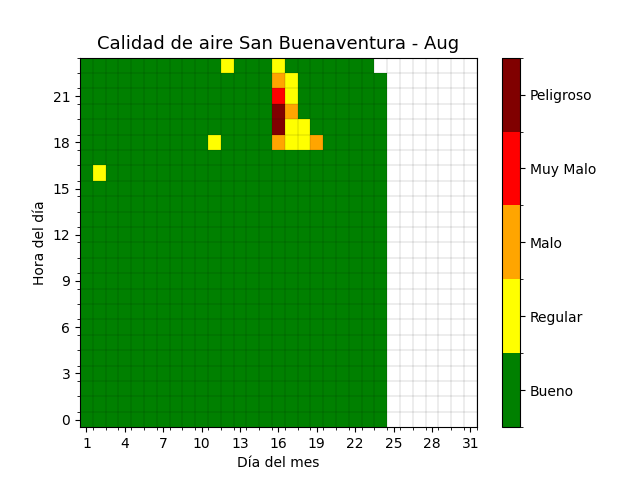 Calidad de aire San Buenaventura - Aug
Hora del día
21
18
15
12
9
6
3
0
1 4 7 10 13 16 19 22 25 28 31
Día del mes
Peligroso
Muy Malo
Malo
Regular
Bueno